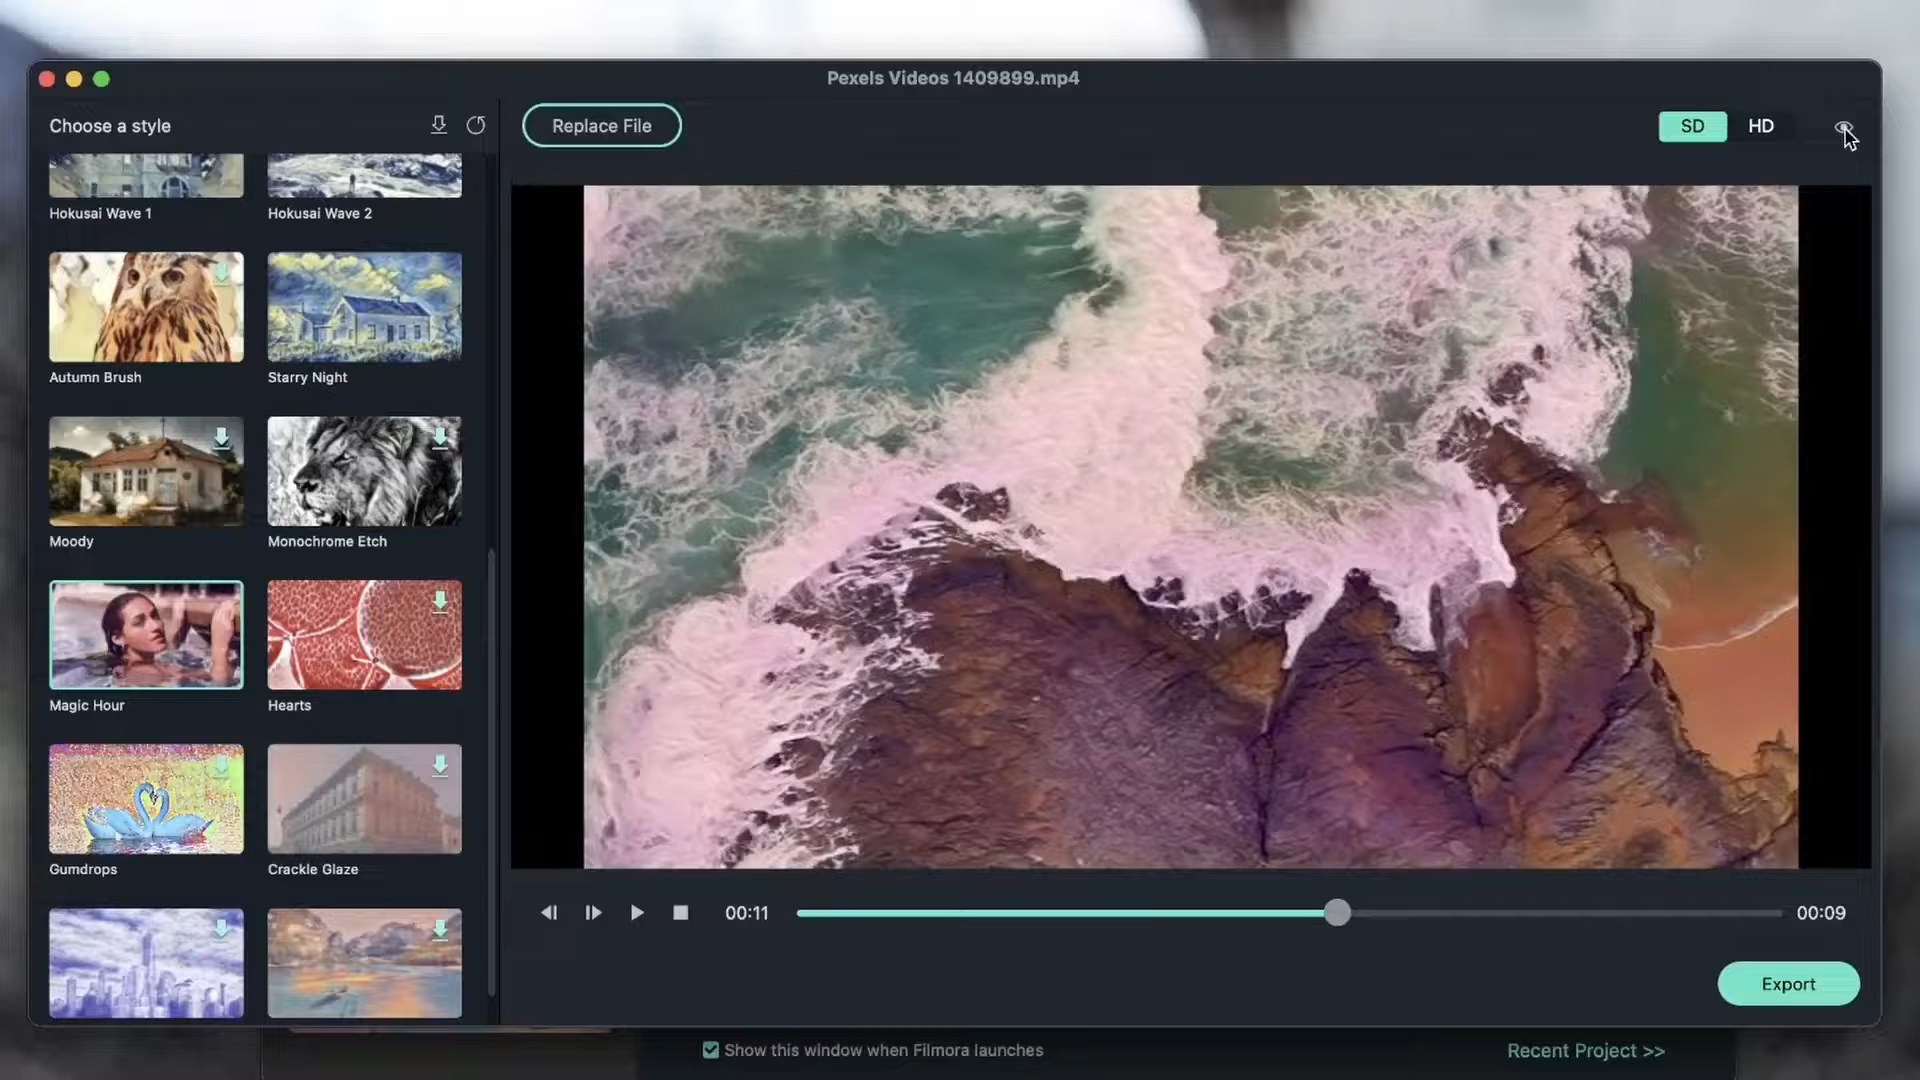 Pexels Videos 1409899.mp4
Choose a style
Replace File
SD
HD
Hokusai Wave 1
Hokusai Wave 2
Autumn Brush
Starry Night
Moody
Monochrome Etch
Magic Hour
Hearts
Gumdrops
Crackle Glaze
00:11
00:09
Export
Show this window when Filmora launches
Recent Project >>